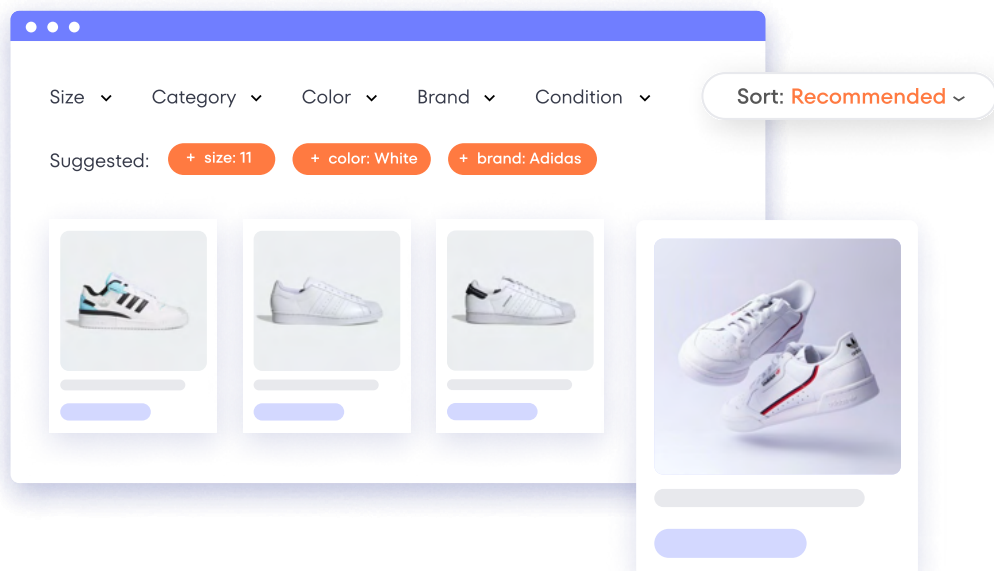 Size Category Color Brand Condition Sort: Recommended
Suggested: + size: 11 + color: White + brand: Adidas